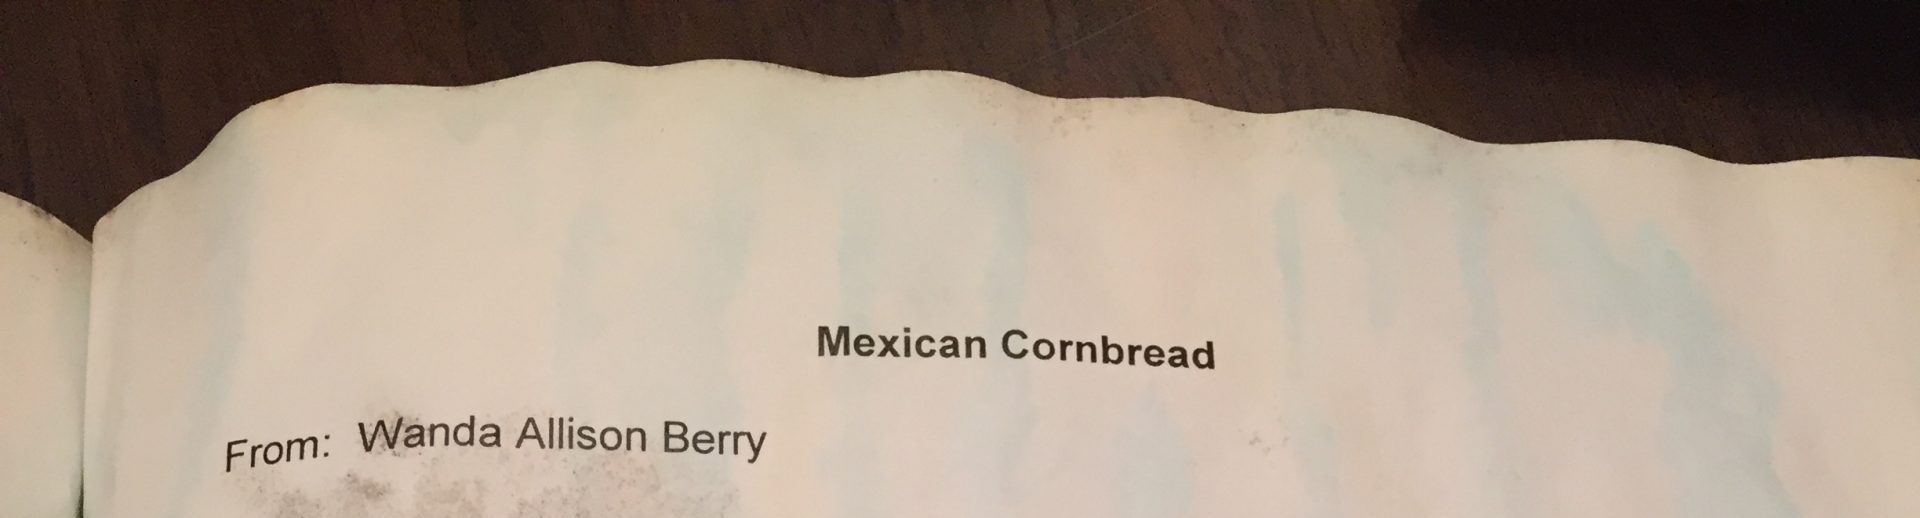 Mexican Cornbread
From: Wanda Allison Berry